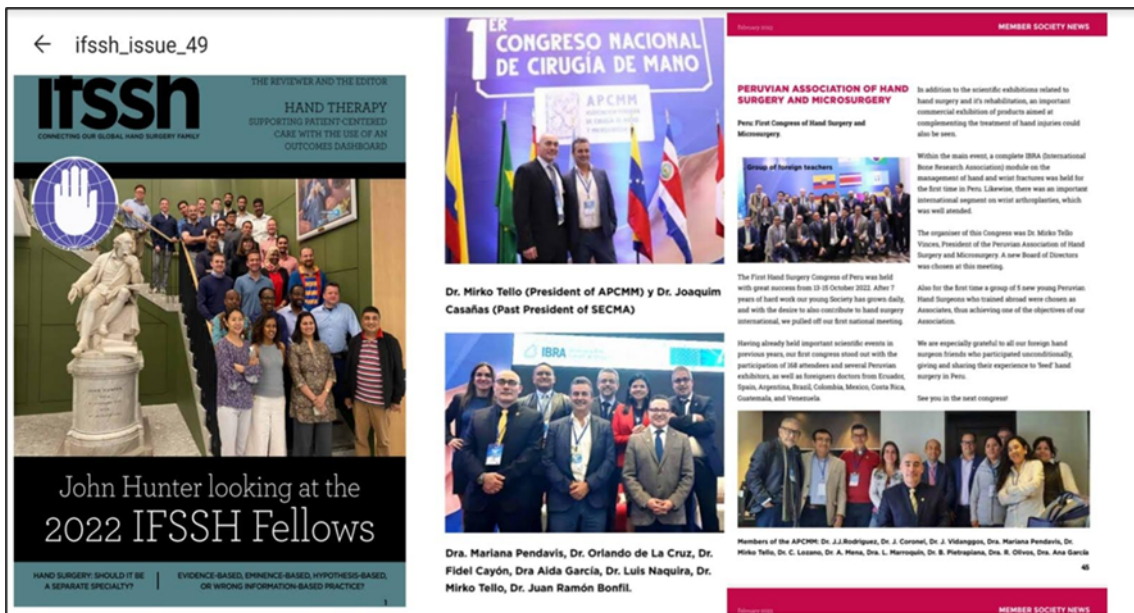 ifssh_issue_49
ifssh
CONNECTING OUR GLOBAL HAND SURGERY FAMILY
THE REVIEWER AND THE EDITOR
HAND THERAPY
SUPPORTING PATIENT-CENTERED
CARE WITH THE USE OF AN
OUTCOMES DASHBOARD
John Hunter looking at the
2022 IFSSH Fellows
HAND SURGERY: SHOULD IT BE
A SEPARATE SPECIALTY?
EVIDENCE-BASED, EMINENCE-BASED, HYPOTHESIS-BASED,
OR WRONG INFORMATION-BASED PRACTICE?
1
1ER
CONGRESO NACIONAL
DE CIRUGÍA DE MANO
APCMM
Dr. Mirko Tello (President of APCMM) y Dr. Joaquim
Casañas (Past President of SECMA)
IBRA
Dra. Mariana Pendavis, Dr. Orlando de La Cruz, Dr.
Fidel Cayón, Dra Aida García, Dr. Luis Naquira, Dr.
Mirko Tello, Dr. Juan Ramón Bonfil.
February 2023
MEMBER SOCIETY NEWS
PERUVIAN ASSOCIATION OF HAND
SURGERY AND MICROSURGERY
Peru: First Congress of Hand Surgery and
Microsurgery.
Group of foreign teachers
The First Hand Surgery Congress of Peru was held
with great success from 13-15 October 2022. After 7
years of hard work our young Society has grown daily,
and with the desire to also contribute to hand surgery
international, we pulled off our first national meeting.
Having already held important scientific events in
previous years, our first congress stood out with the
participation of 168 attendees and several Peruvian
exhibitors, as well as foreigners doctors from Ecuador,
Spain, Argentina, Brazil, Colombia, Mexico, Costa Rica,
Guatemala, and Venezuela.
In addition to the scientific exhibitions related to
hand surgery and it's rehabilitation, an important
commercial exhibition of products aimed at
complementing the treatment of hand injuries could
also be seen.
Within the main event, a complete IBRA (International
Bone Research Association) module on the
management of hand and wrist fractures was held for
the first time in Peru. Likewise, there was an important
international segment on wrist arthroplasties, which
was well atended.
The organiser of this Congress was Dr. Mirko Tello
Vinces, President of the Peruvian Association of Hand
Surgery and Microsurgery. A new Board of Directors
was chosen at this meeting.
Also for the first time a group of 5 new young Peruvian
Hand Surgeons who trained abroad were chosen as
Associates, thus achieving one of the objectives of our
Association.
We are especially grateful to all our foreign hand
surgeon friends who participated unconditionally,
giving and sharing their experience to 'feed' hand
surgery in Peru.
See you in the next congress!
Members of the APCMM: Dr. J.J.Rodriguez, Dr. J. Coronel, Dr. J. Vidanggos, Dra. Mariana Pendavis, Dr.
Mirko Tello, Dr. C. Lozano, Dr. A. Mena, Dra. L. Marroquin, Dr. B. Pietrapiana, Dra. R. Olivos, Dra. Ana García
45
February 2023
MEMBER SOCIETY NEWS